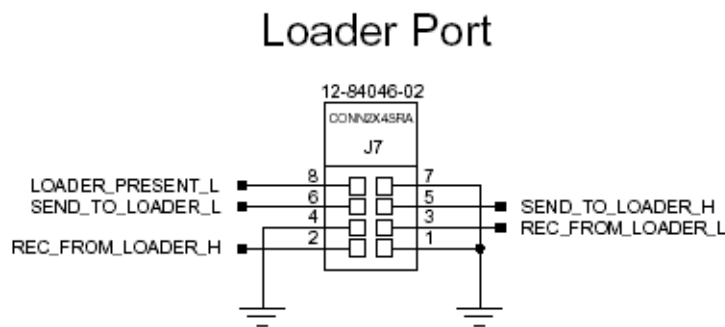 Loader Port
12-84046-02
CONN2X4SRA
J7
8 7
LOADER_PRESENT_L
6 5
SEND_TO_LOADER_L SEND_TO_LOADER_H
4 3
REC_FROM_LOADER_L
2 1
REC_FROM_LOADER_H